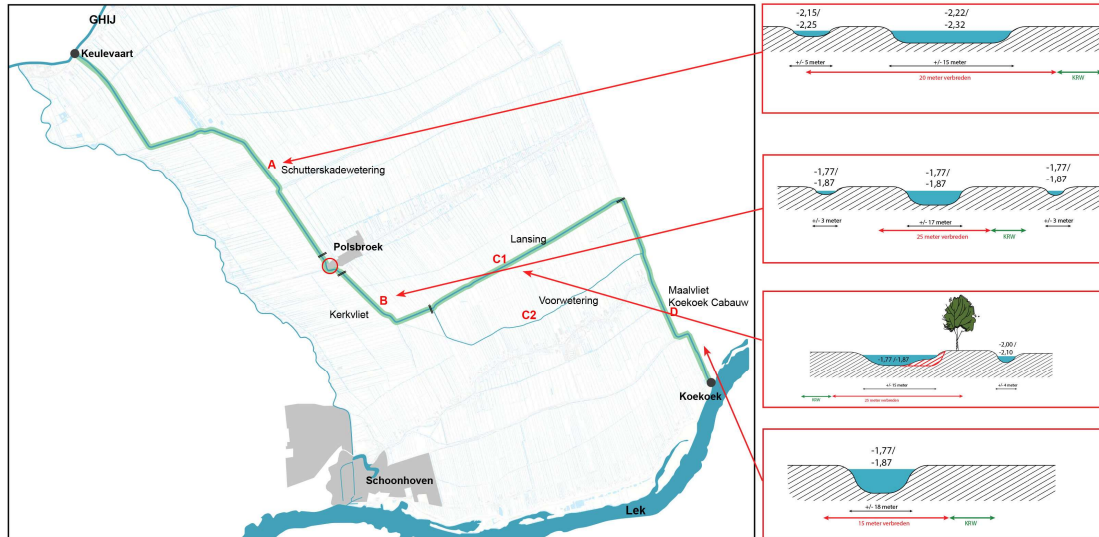 GHIJ
Keulevaart
A
Schutterskadewetering
Polsbroek
Lansing
C1
B
Kerkvliet
Voorwetering
C2
Maalvliet
Koekoek Cabauw
D
Koekoek
Schoonhoven
Lek
-2,15/
-2,25
-2,22/
-2,32
+/- 5 meter
+/- 15 meter
20 meter verbreden
KRW
-1,77/
-1,87
-1,77/
-1,87
-1,77/
-1,87
+/- 3 meter
+/- 17 meter
+/- 3 meter
25 meter verbreden
KRW
-1,77 /-1,87
-2,00 /
-2,10
+/- 15 meter
+/- 4 meter
KRW
25 meter verbreden
-1,77/
-1,87
+/- 18 meter
15 meter verbreden
KRW